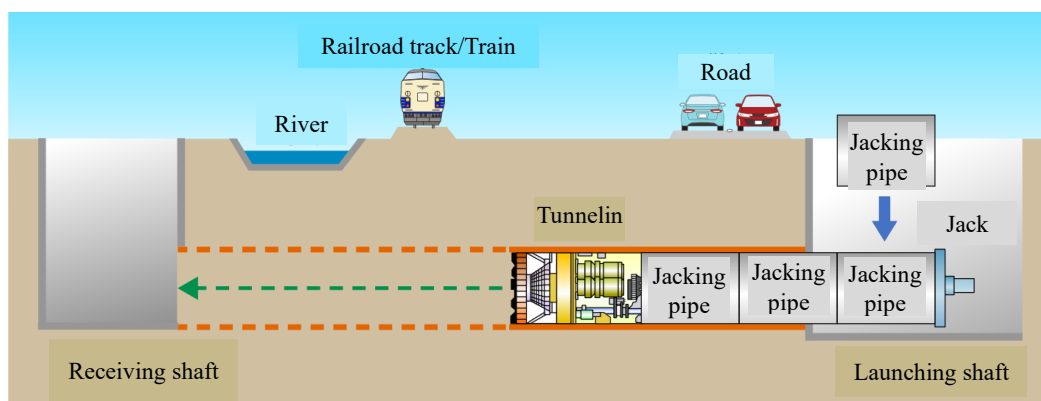 Railroad track/Train
Road
River
Jacking
pipe
Tunnelin
Jack
Jacking
pipe
Jacking
pipe
Jacking
pipe
Receiving shaft
Launching shaft